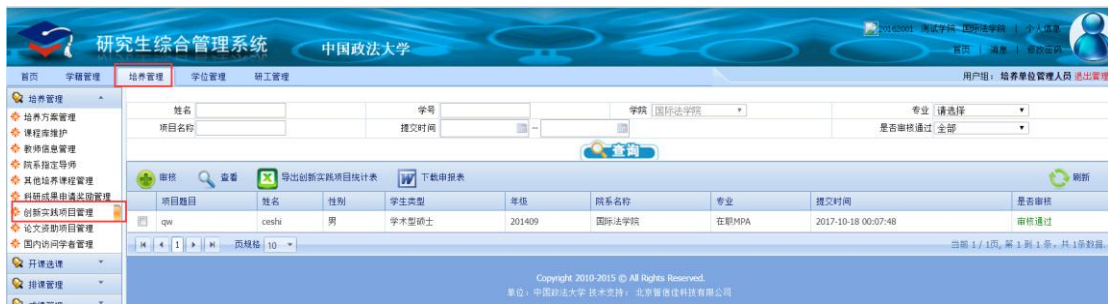 研究生综合管理系统 中国政法大学
20162001 测试学院 国际法学院 | 个人信息
首页 | 消息 | 修改密码
首页 学籍管理 培养管理 学位管理 研工管理 用户组:培养单位管理人员 退出管理
培养管理
培养方案管理
课程库维护
教师信息管理
院系指定导师
其他培养课程管理
科研成果申请奖励管理
创新实践项目管理
论文资助项目管理
国内访问学者管理
开课选课
排课管理
姓名 学号 学院 国际法学院 专业 请选择
项目名称 提交时间 -- 是否审核通过 全部
查询
审核 查看 导出创新实践项目统计表 下载申报表 刷新
项目题目 姓名 性别 学生类型 年级 院系名称 专业 提交时间 是否审核
qw ceshi 男 学术型硕士 201409 国际法学院 在职MPA 2017-10-18 00:07:48 审核通过
1 页规格 10 当前 1 / 1页, 第 1 到 1 条, 共 1条数据.
Copyright 2010-2015 © All Rights Reserved.
单位:中国政法大学 技术支持:北京智信佳科技有限公司